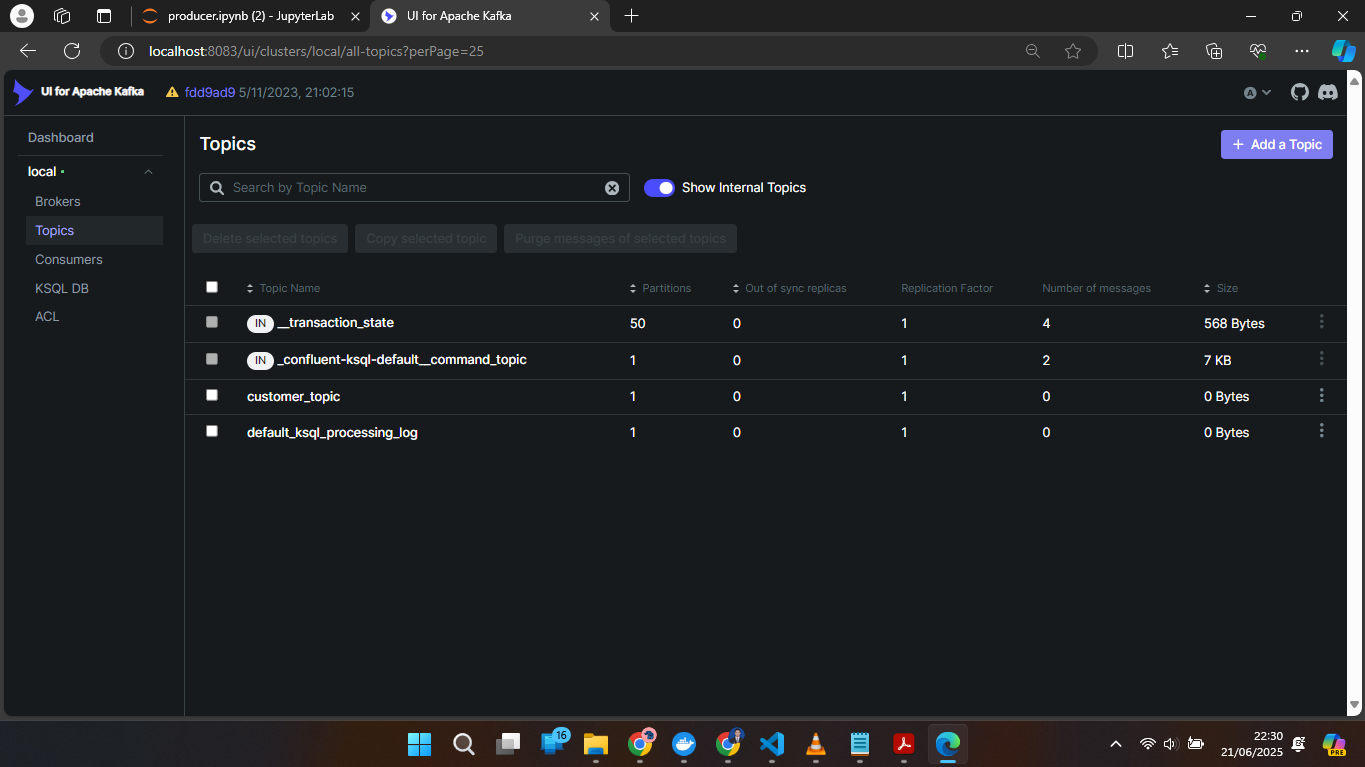 producer.ipynb (2) - JupyterLab
UI for Apache Kafka
localhost:8083/ui/clusters/local/all-topics?perPage=25
UI for Apache Kafka
fdd9ad9 5/11/2023, 21:02:15
A
Dashboard
local
Brokers
Topics
Consumers
KSQL DB
ACL
Topics
+ Add a Topic
Search by Topic Name
Show Internal Topics
Delete selected topics Copy selected topic Purge messages of selected topics
Topic Name Partitions Out of sync replicas Replication Factor Number of messages Size
IN __transaction_state 50 0 1 4 568 Bytes
IN _confluent-ksql-default__command_topic 1 0 1 2 7 KB
customer_topic 1 0 1 0 0 Bytes
default_ksql_processing_log 1 0 1 0 0 Bytes
16
22:30
21/06/2025
PRE